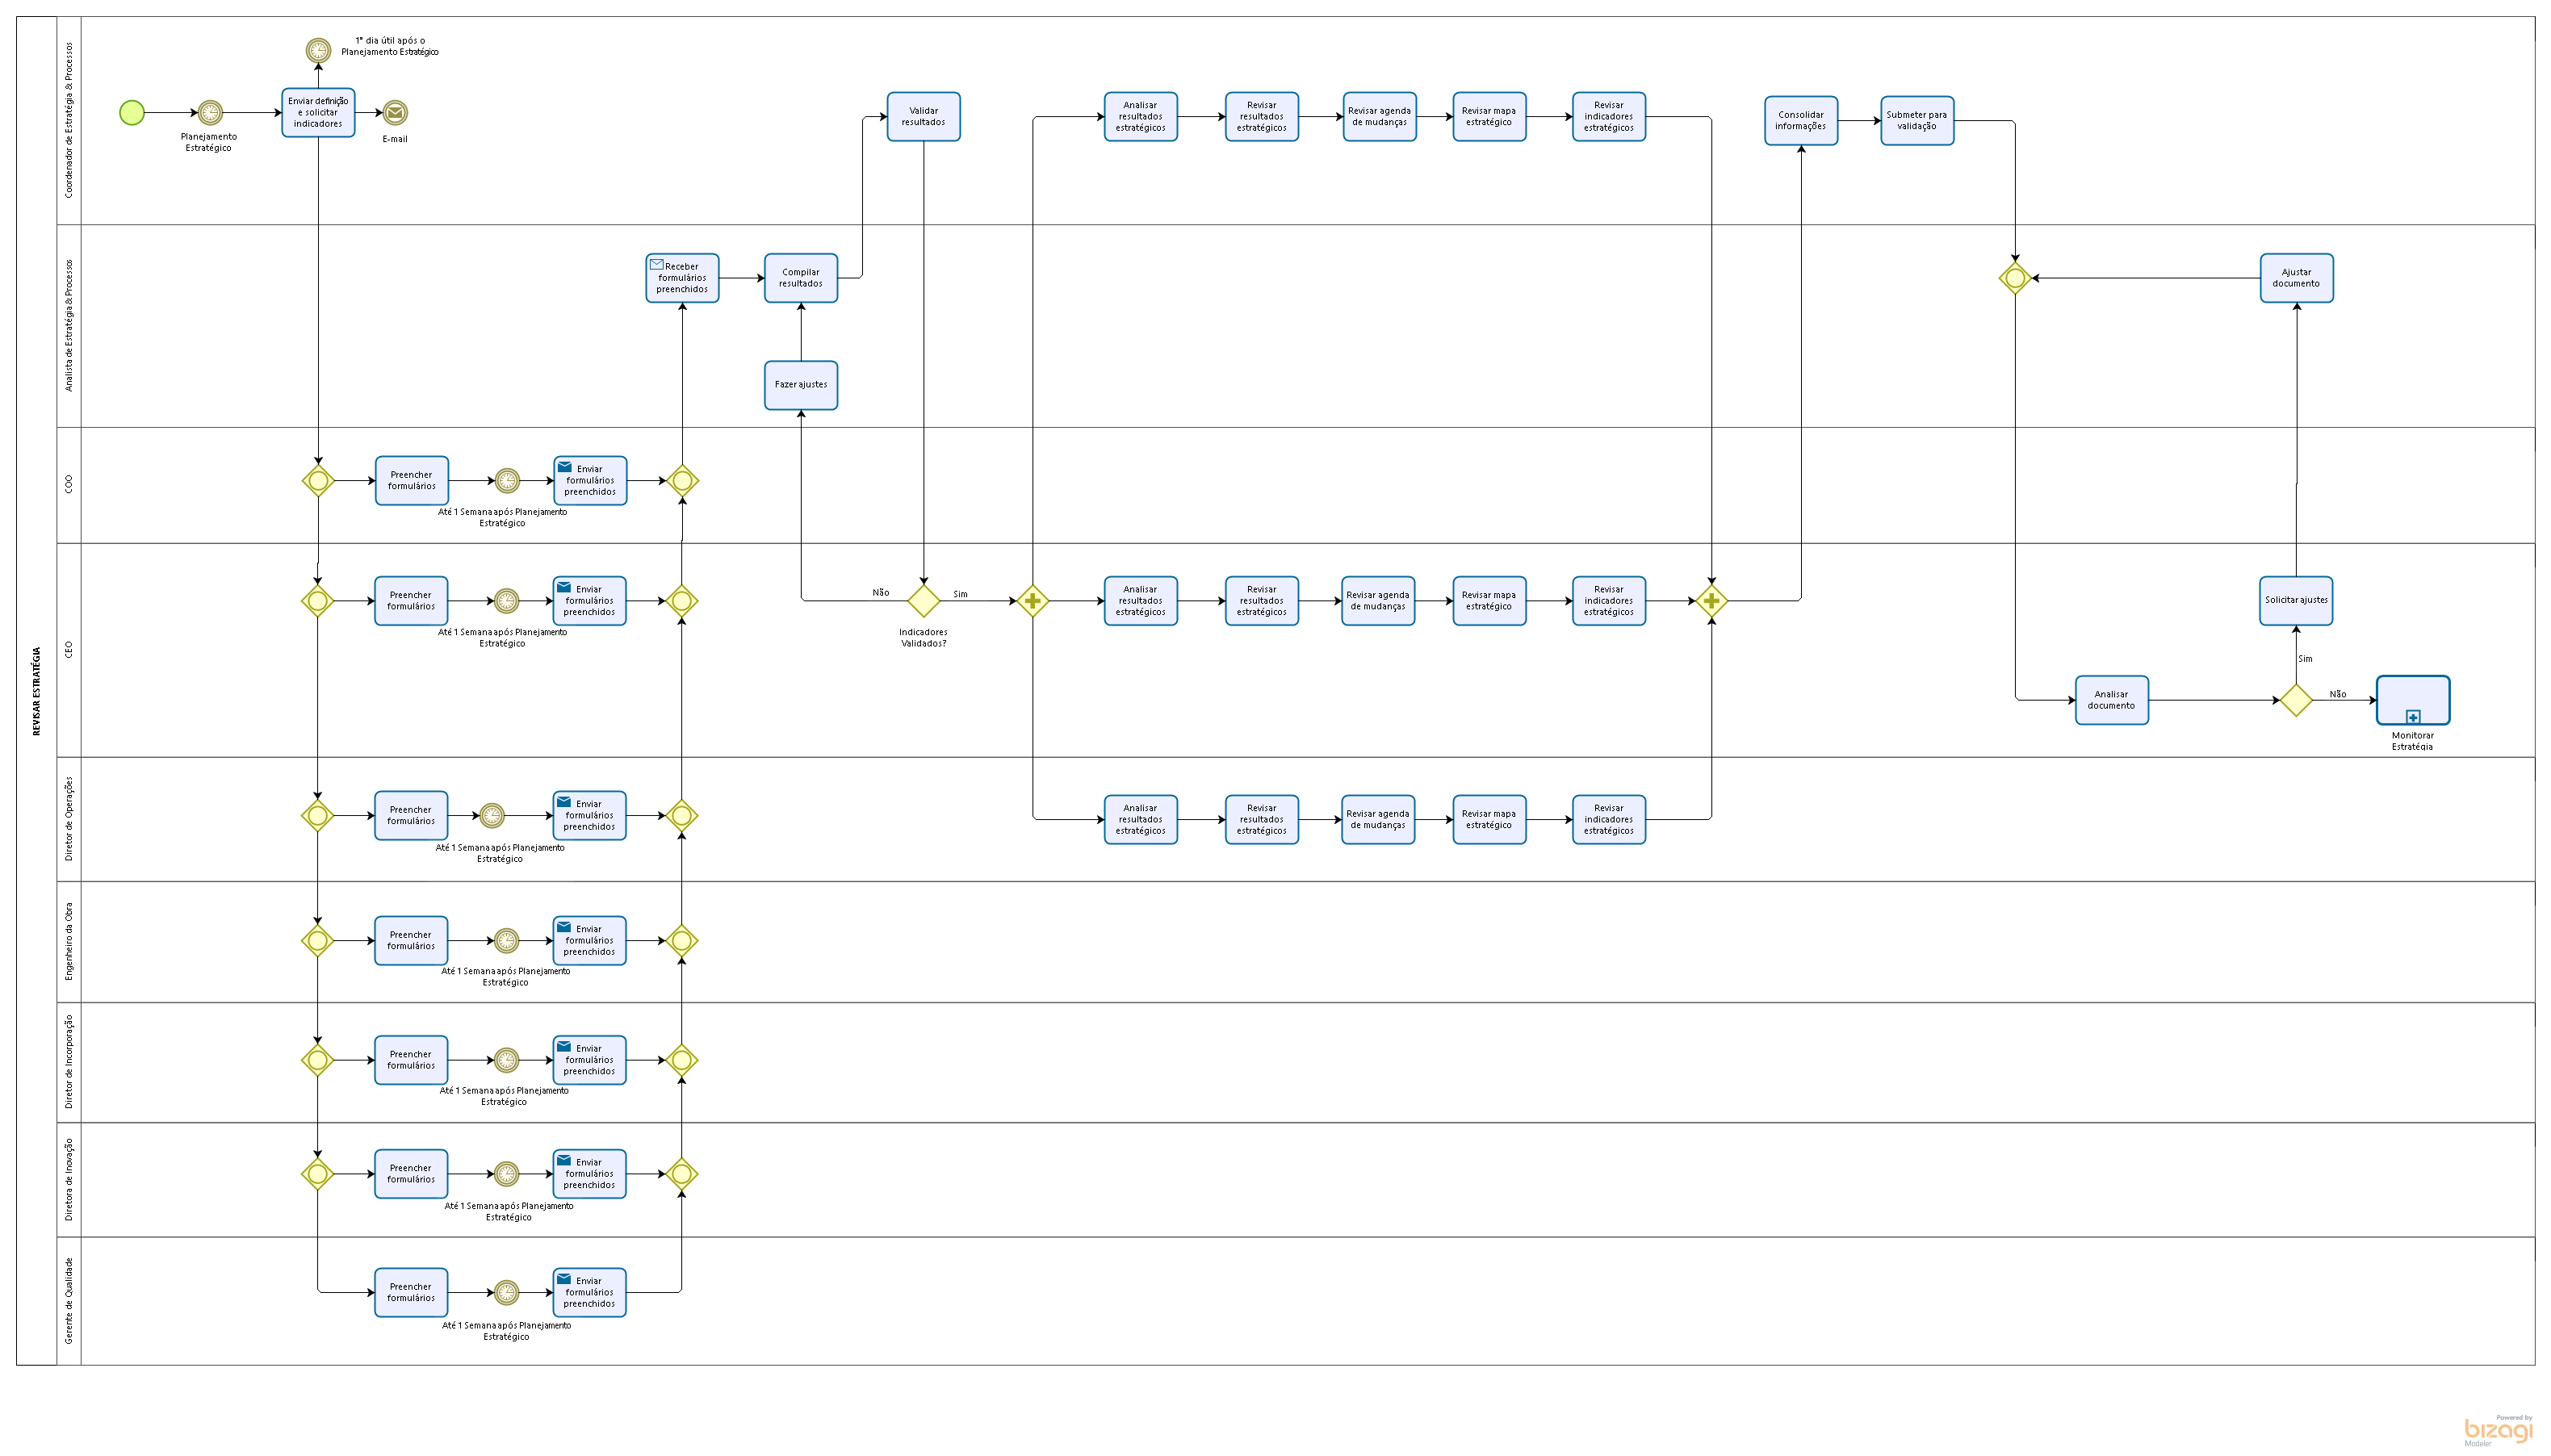 REVISAR ESTRATÉGIA
Coordenador de Estratégia & Processos
1° dia útil após o
Planejamento Estratégico
Planejamento
Estratégico
Enviar definição
e solicitar
indicadores
E-mail
Validar
resultados
Analisar
resultados
estratégicos
Revisar
resultados
estratégicos
Revisar agenda
de mudanças
Revisar mapa
estratégico
Revisar
indicadores
estratégicos
Consolidar
informações
Submeter para
validação
Analista de Estratégia & Processos
Receber
formulários
preenchidos
Compilar
resultados
Fazer ajustes
Ajustar
documento
COO
Preencher
formulários
Até 1 Semana após Planejamento
Estratégico
Enviar
formulários
preenchidos
CEO
Preencher
formulários
Até 1 Semana após Planejamento
Estratégico
Enviar
formulários
preenchidos
Não
Sim
Indicadores
Validados?
Analisar
resultados
estratégicos
Revisar
resultados
estratégicos
Revisar agenda
de mudanças
Revisar mapa
estratégico
Revisar
indicadores
estratégicos
Solicitar ajustes
Sim
Analisar
documento
Não
Monitorar
Estratégia
Diretor de Operações
Preencher
formulários
Até 1 Semana após Planejamento
Estratégico
Enviar
formulários
preenchidos
Analisar
resultados
estratégicos
Revisar
resultados
estratégicos
Revisar agenda
de mudanças
Revisar mapa
estratégico
Revisar
indicadores
estratégicos
Engenheiro da Obra
Preencher
formulários
Até 1 Semana após Planejamento
Estratégico
Enviar
formulários
preenchidos
Diretor de Incorporação
Preencher
formulários
Até 1 Semana após Planejamento
Estratégico
Enviar
formulários
preenchidos
Diretora de Inovação
Preencher
formulários
Até 1 Semana após Planejamento
Estratégico
Enviar
formulários
preenchidos
Gerente de Qualidade
Preencher
formulários
Até 1 Semana após Planejamento
Estratégico
Enviar
formulários
preenchidos
Powered by
bizagi
Modeler